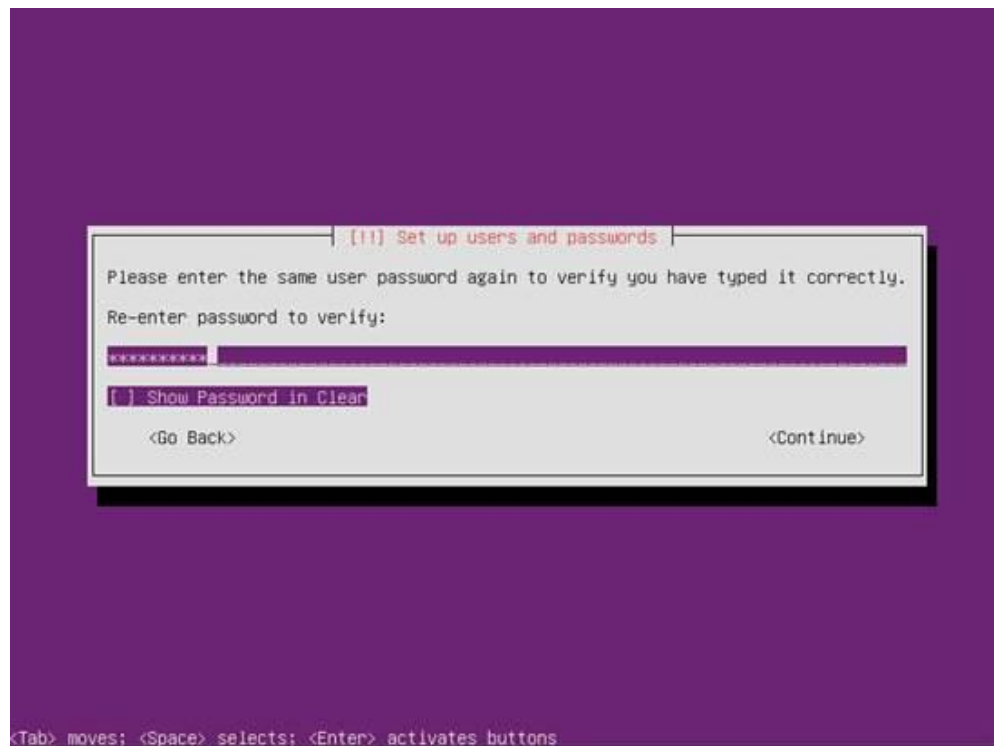 [!!] Set up users and passwords
Please enter the same user password again to verify you have typed it correctly.
Re-enter password to verify:
**********
[ ] Show Password in Clear
<Go Back> <Continue>
<Tab> moves; <Space> selects; <Enter> activates buttons